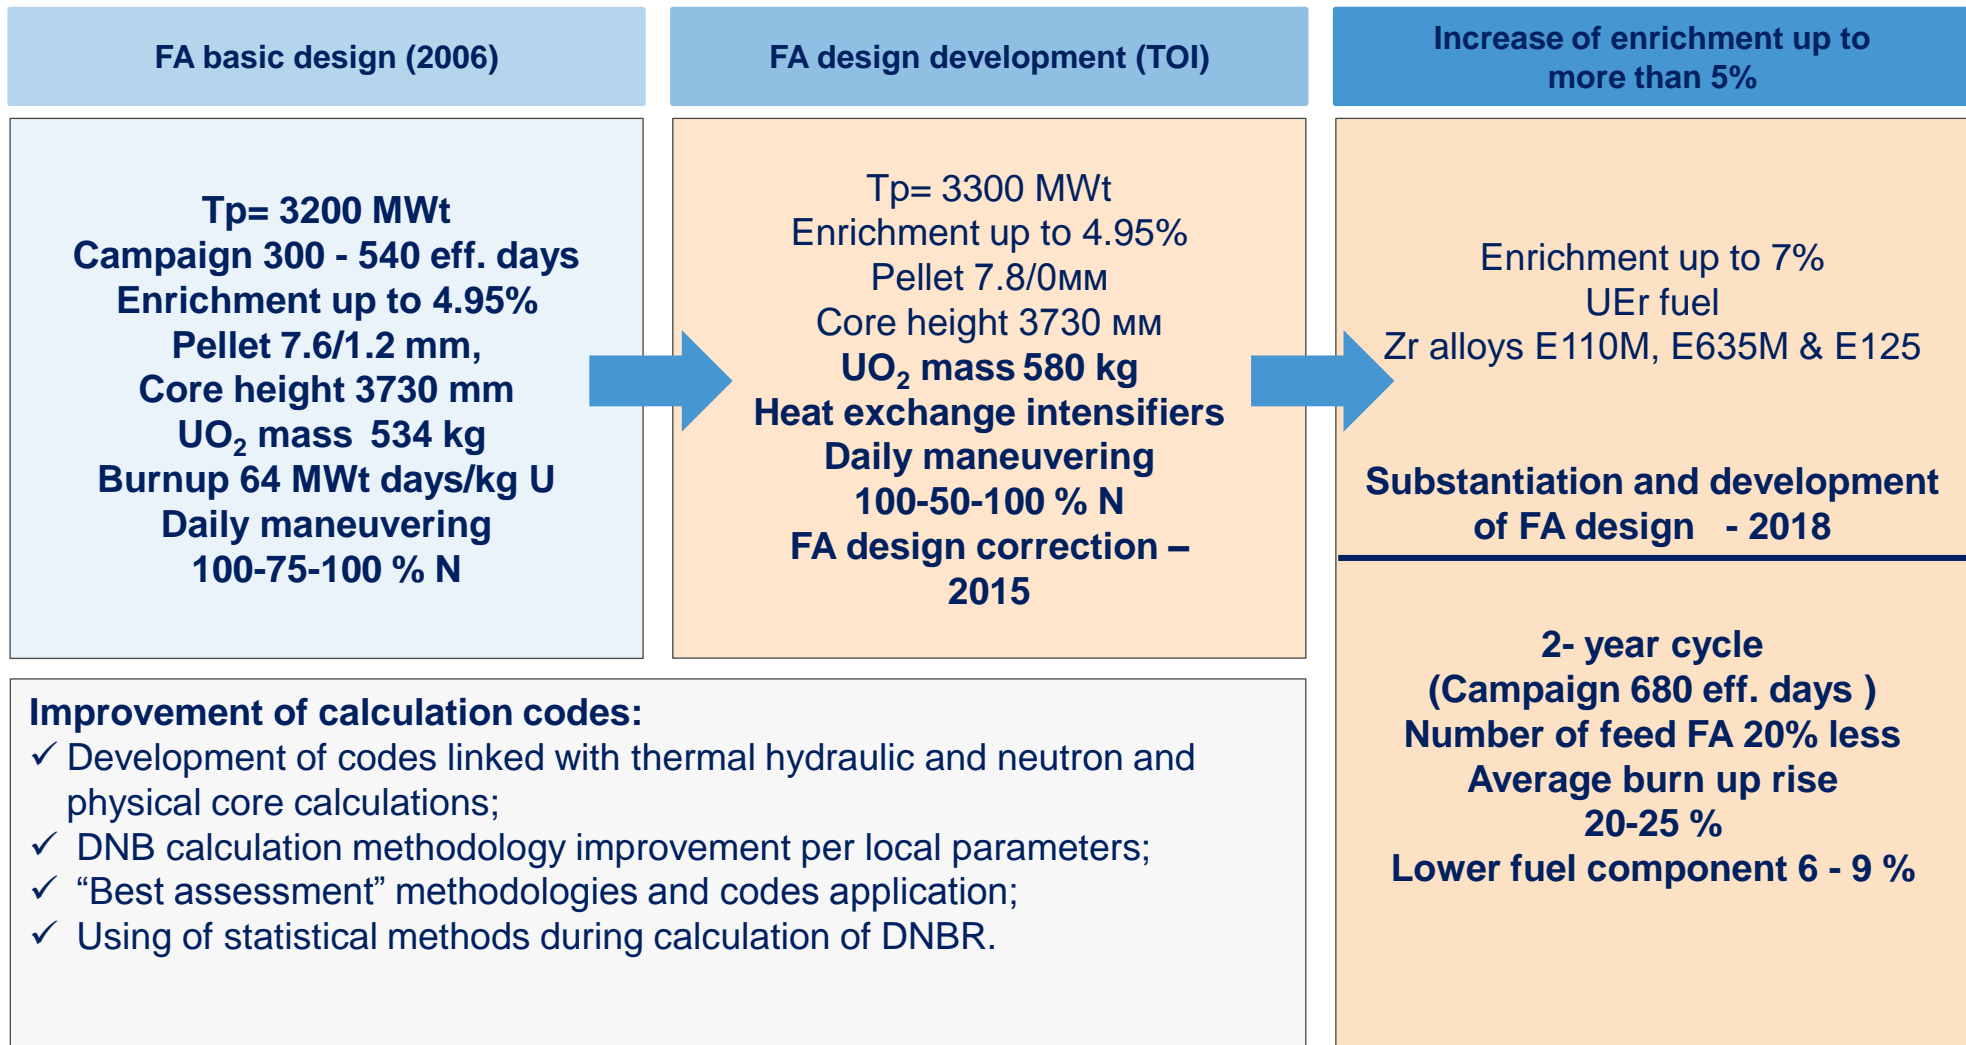 FA basic design (2006)
FA design development (TOI)
Increase of enrichment up to
more than 5%
Tp= 3200 MWt
Campaign 300 - 540 eff. days
Enrichment up to 4.95%
Pellet 7.6/1.2 mm,
Core height 3730 mm
UO₂ mass 534 kg
Burnup 64 MWt days/kg U
Daily maneuvering
100-75-100 % N
Tp= 3300 MWt
Enrichment up to 4.95%
Pellet 7.8/0мм
Core height 3730 мм
UO₂ mass 580 kg
Heat exchange intensifiers
Daily maneuvering
100-50-100 % N
FA design correction –
2015
Enrichment up to 7%
UEr fuel
Zr alloys E110M, E635M & E125
Substantiation and development
of FA design - 2018
2- year cycle
(Campaign 680 eff. days )
Number of feed FA 20% less
Average burn up rise
20-25 %
Lower fuel component 6 - 9 %
Improvement of calculation codes:
✓ Development of codes linked with thermal hydraulic and neutron and
physical core calculations;
✓ DNB calculation methodology improvement per local parameters;
✓ “Best assessment” methodologies and codes application;
✓ Using of statistical methods during calculation of DNBR.